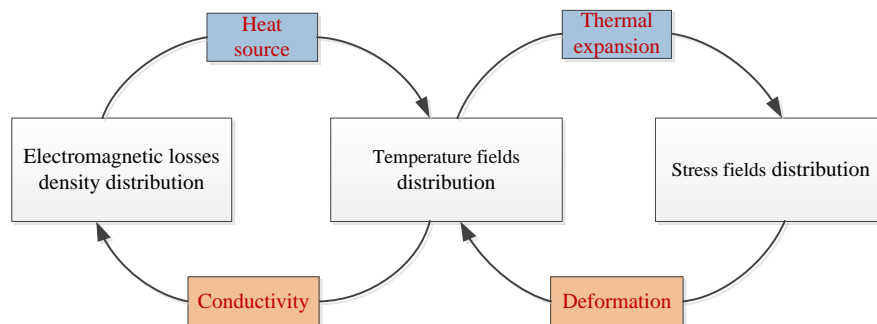 Heat
source
Thermal
expansion
Electromagnetic losses
density distribution
Temperature fields
distribution
Stress fields distribution
Conductivity
Deformation